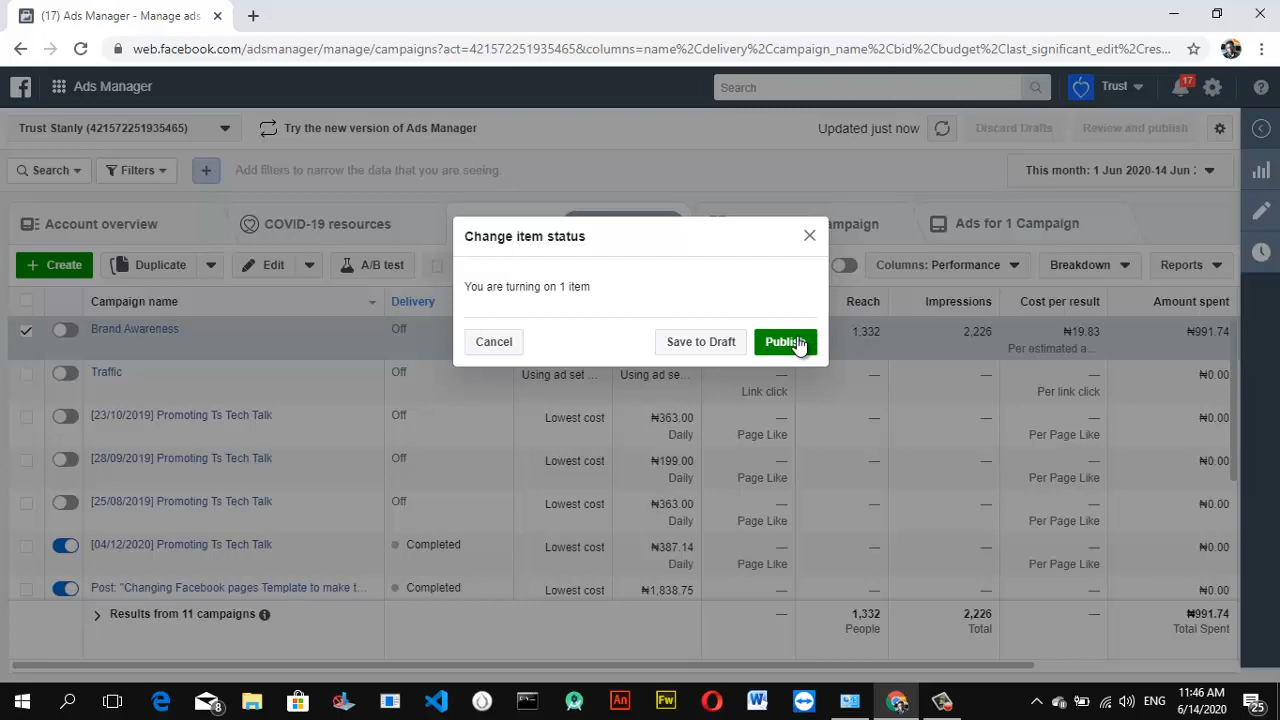 (17) Ads Manager - Manage ads
web.facebook.com/adsmanager/manage/campaigns?act=421572251935465&columns=name%2Cdelivery%2Ccampaign_name%2Cbid%2Cbudget%2Clast_significant_edit%2Cres...
Ads Manager
Search
Trust
17
Trust Stanly (421572251935465)
Try the new version of Ads Manager
Updated just now
Discard Drafts
Review and publish
Search
Filters
Add filters to narrow the data that you are seeing.
This month: 1 Jun 2020-14 Jun
Account overview
COVID-19 resources
Ads for 1 Campaign
Create
Duplicate
Edit
A/B test
Columns: Performance
Breakdown
Reports
Change item status
You are turning on 1 item
Cancel
Save to Draft
Publish
Campaign name
Delivery
Reach
Impressions
Cost per result
Amount spent
Brand Awareness
Off
1,332
2,226
₦19.83
Per estimated a...
₦991.74
Traffic
Off
Using ad set ...
Using ad se...
—
Link click
—
—
—
Per link click
₦0.00
[23/10/2019] Promoting Ts Tech Talk
Off
Lowest cost
₦363.00
Daily
—
Page Like
—
—
—
Per Page Like
₦0.00
[28/09/2019] Promoting Ts Tech Talk
Off
Lowest cost
₦199.00
Daily
—
Page Like
—
—
—
Per Page Like
₦0.00
[25/08/2019] Promoting Ts Tech Talk
Off
Lowest cost
₦363.00
Daily
—
Page Like
—
—
—
Per Page Like
₦0.00
[04/12/2020] Promoting Ts Tech Talk
Completed
Lowest cost
₦387.14
Daily
—
Page Like
—
—
—
Per Page Like
₦0.00
Post: "Changing Facebook pages Template to make t...
Completed
Lowest cost
₦1,838.75
—
—
—
—
₦0.00
Results from 11 campaigns
—
1,332
People
2,226
Total
—
₦991.74
Total Spent
8
An
Fw
ENG
11:46 AM
6/14/2020
25